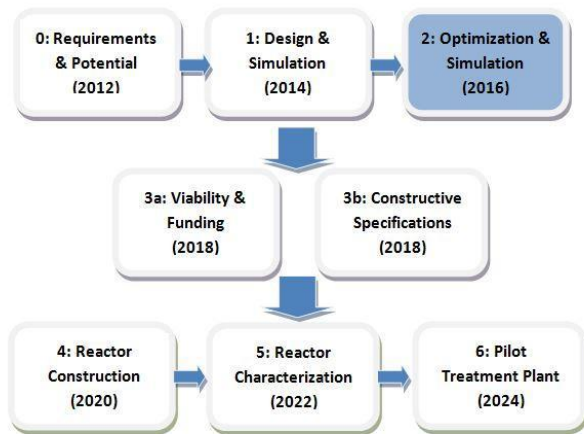 0: Requirements
& Potential
(2012)
1: Design &
Simulation
(2014)
2: Optimization &
Simulation
(2016)
3a: Viability &
Funding
(2018)
3b: Constructive
Specifications
(2018)
4: Reactor
Construction
(2020)
5: Reactor
Characterization
(2022)
6: Pilot
Treatment Plant
(2024)